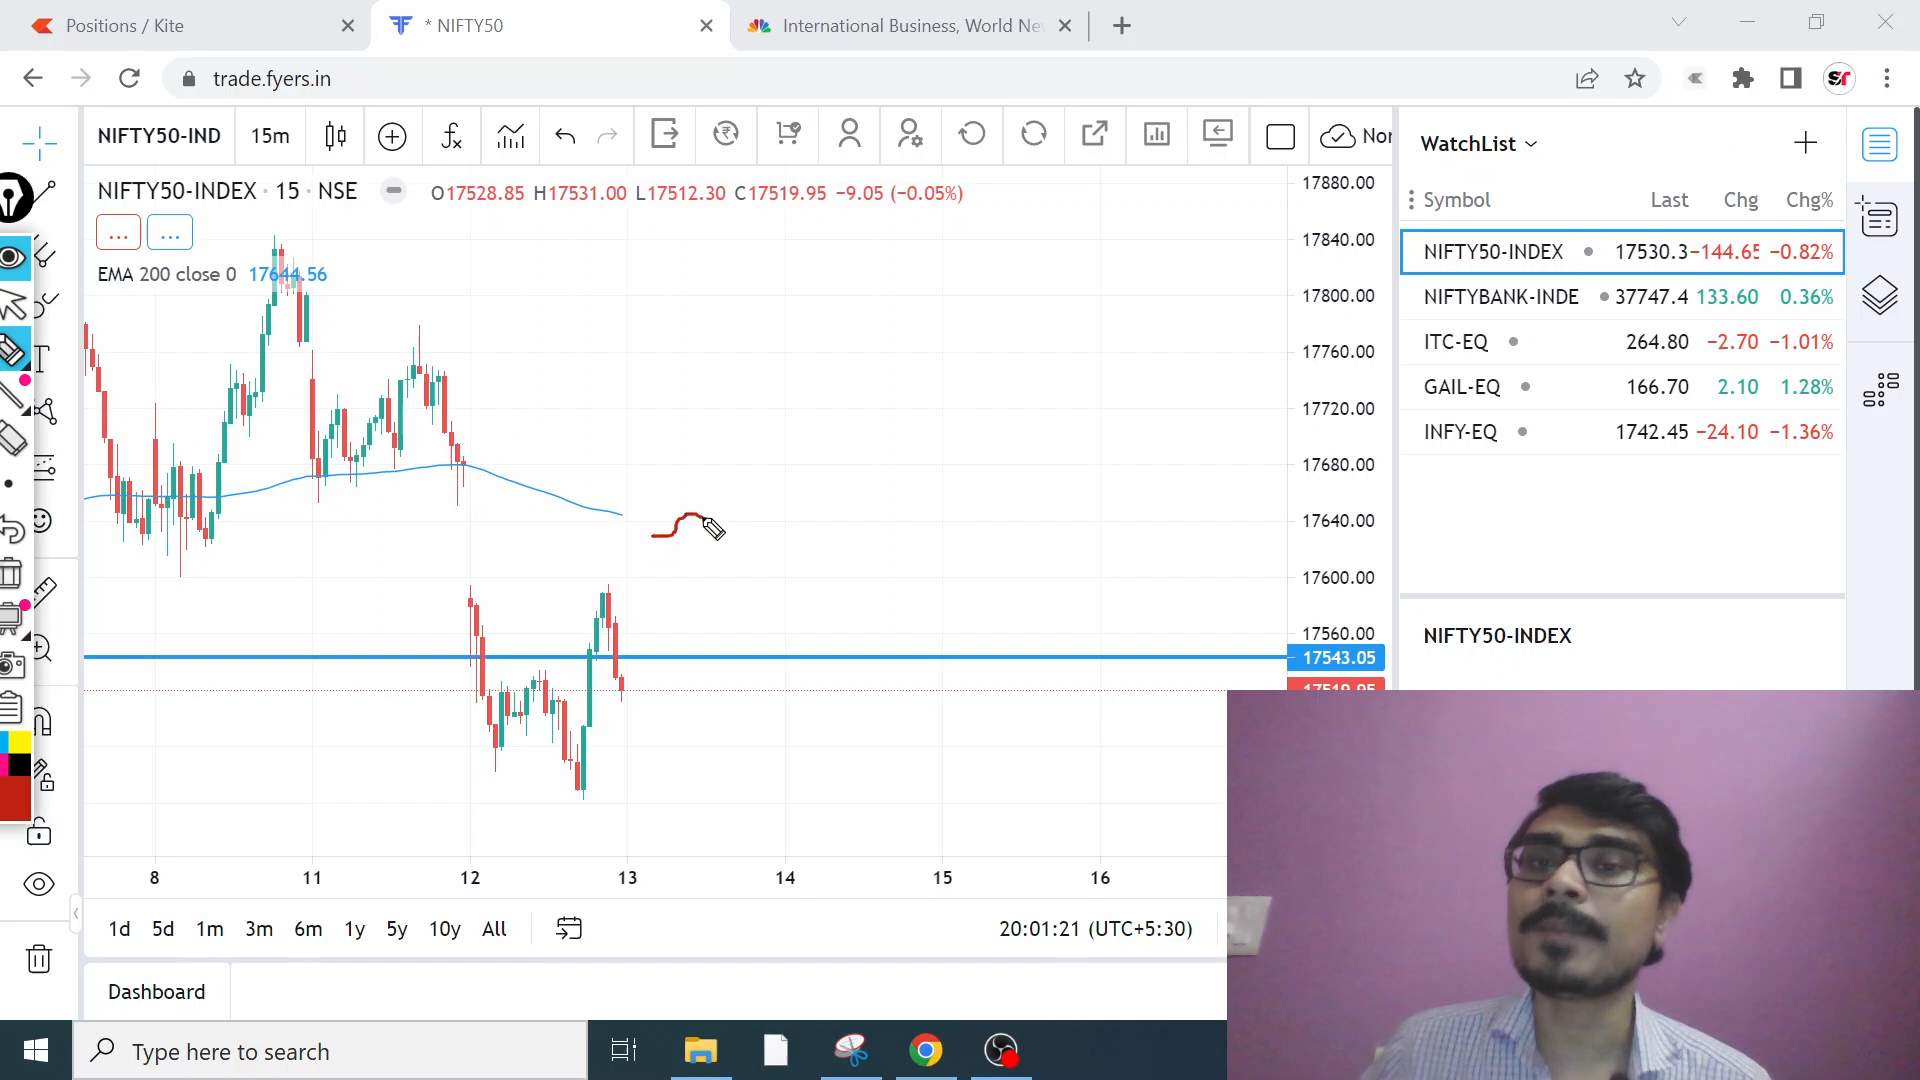 Positions / Kite
* NIFTY50
International Business, World Ne
trade.fyers.in
sr
NIFTY50-IND
15m
Nor
NIFTY50-INDEX · 15 · NSE
O17528.85 H17531.00 L17512.30 C17519.95 −9.05 (−0.05%)
...
...
EMA 200 close 0 17644.56
17880.00
17840.00
17800.00
17760.00
17720.00
17680.00
17640.00
17600.00
17560.00
17543.05
17519.95
8 11 12 13 14 15 16
1d 5d 1m 3m 6m 1y 5y 10y All
20:01:21 (UTC+5:30)
Dashboard
WatchList
Symbol Last Chg Chg%
NIFTY50-INDEX 17530.3 −144.65 −0.82%
NIFTYBANK-INDE 37747.4 133.60 0.36%
ITC-EQ 264.80 −2.70 −1.01%
GAIL-EQ 166.70 2.10 1.28%
INFY-EQ 1742.45 −24.10 −1.36%
NIFTY50-INDEX
Type here to search